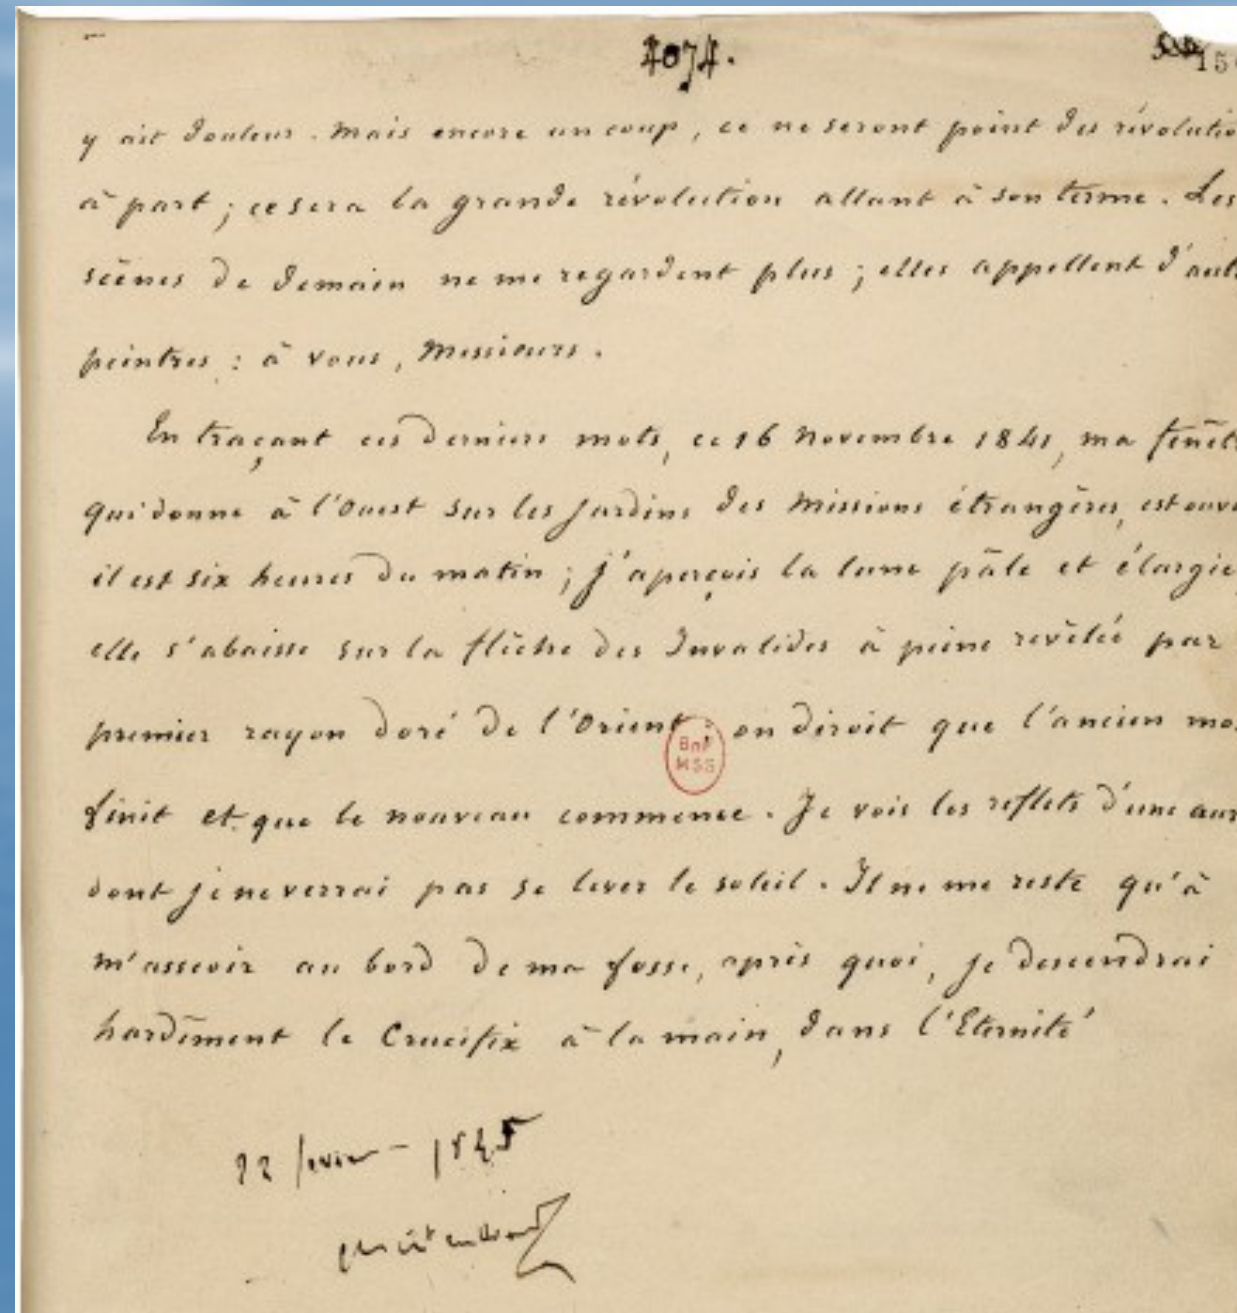 4074.
150
y ait douleur. Mais encore un coup, ce ne seront point des révolutio
à part ; ce sera la grande révolution allant à son terme. Les
scènes de demain ne me regardent plus ; elles appellent d'aut
peintres : à vous, Messieurs.
En traçant ces derniers mots, ce 16 Novembre 1841, ma fenêt
qui donne à l'Ouest sur les jardins des Missions étrangères, est ouve
il est six heures du matin ; j'aperçois la lune pâle et élargie,
elle s'abaisse sur la flèche des Invalides à peine révélée par
premier rayon doré de l'Orient : on diroit que l'ancien mo
BnF
MSS
finit et que le nouveau commence. Je vois les reflets d'une aur
dont je ne verrai pas se lever le soleil. Il ne me reste qu'à
m'asseoir au bord de ma fosse, après quoi, je descendrai
hardiment le Crucifix à la main, dans l'Eternité
22 fevrier - 1845
Chateaubriand